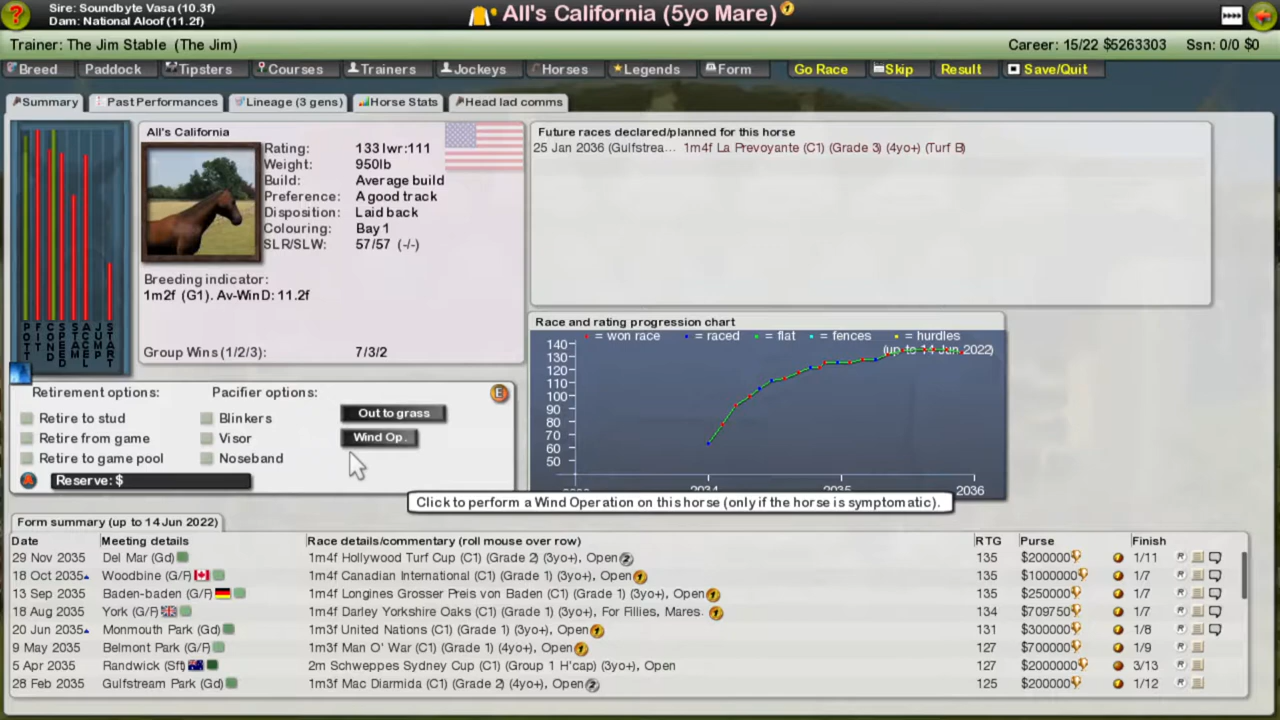 Sire: Soundbyte Vasa (10.3f)
Dam: National Aloof (11.2f)
All's California (5yo Mare)
Trainer: The Jim Stable (The Jim)
Career: 15/22 $5263303 Ssn: 0/0 $0
Breed Paddock Tipsters Courses Trainers Jockeys Horses Legends Form Go Race Skip Result Save/Quit
Summary Past Performances Lineage (3 gens) Horse Stats Head lad comms
All's California
Rating: 133 lwr:111
Weight: 950lb
Build: Average build
Preference: A good track
Disposition: Laid back
Colouring: Bay 1
SLR/SLW: 57/57 (-/-)
Breeding indicator:
1m2f (G1). Av-WinD: 11.2f
Group Wins (1/2/3): 7/3/2
POTT FIT COND SPEED STAM ACCEL JUMP START
Future races declared/planned for this horse
25 Jan 2036 (Gulfstrea... 1m4f La Prevoyante (C1) (Grade 3) (4yo+) (Turf B)
Race and rating progression chart
= won race = raced = flat = fences = hurdles
(up to 14 Jun 2022)
140
130
120
110
100
90
80
70
60
50
2034 2035 2036
Retirement options: Pacifier options:
Retire to stud Blinkers Out to grass
Retire from game Visor Wind Op.
Retire to game pool Noseband
Reserve: $
Click to perform a Wind Operation on this horse (only if the horse is symptomatic).
Form summary (up to 14 Jun 2022)
Date Meeting details Race details/commentary (roll mouse over row) RTG Purse Finish
29 Nov 2035 Del Mar (Gd) 1m4f Hollywood Turf Cup (C1) (Grade 2) (3yo+), Open 2 135 $200000 1/11
18 Oct 2035 Woodbine (G/F) 1m4f Canadian International (C1) (Grade 1) (3yo+), Open 1 135 $1000000 1/7
13 Sep 2035 Baden-baden (G/F) 1m4f Longines Grosser Preis von Baden (C1) (Grade 1) (3yo+), Open 1 135 $250000 1/7
18 Aug 2035 York (G/F) 1m4f Darley Yorkshire Oaks (C1) (Grade 1) (3yo+), For Fillies, Mares. 1 134 $709750 1/7
20 Jun 2035 Monmouth Park (Gd) 1m3f United Nations (C1) (Grade 1) (3yo+), Open 1 131 $300000 1/8
9 May 2035 Belmont Park (G/F) 1m3f Man O' War (C1) (Grade 1) (4yo+), Open 1 127 $700000 1/9
5 Apr 2035 Randwick (Sft) 2m Schweppes Sydney Cup (C1) (Group 1 H'cap) (3yo+), Open 127 $2000000 3/13
28 Feb 2035 Gulfstream Park (Gd) 1m3f Mac Diarmida (C1) (Grade 2) (4yo+), Open 2 125 $200000 1/12